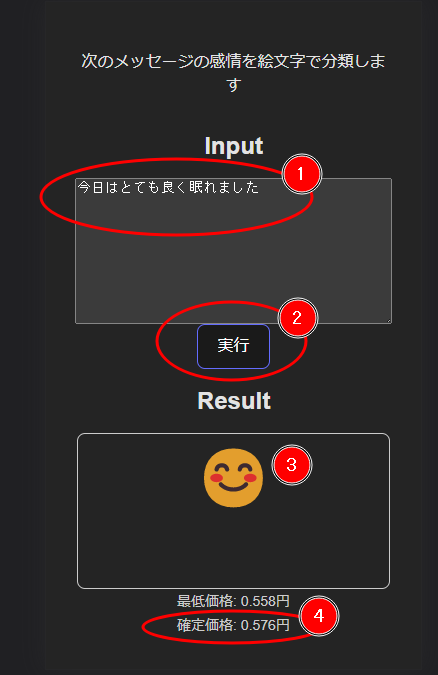 次のメッセージの感情を絵文字で分類しま
す
Input
1
今日はとても良く眠れました
2
実行
Result
3
最低価格: 0.558円
4
確定価格: 0.576円